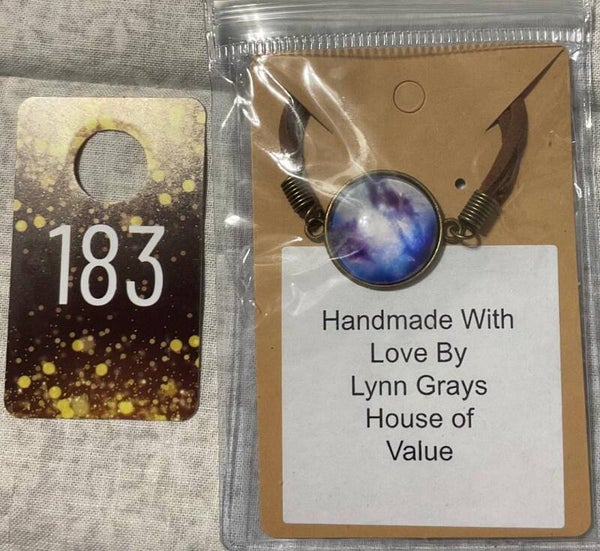 183
Handmade With
Love By
Lynn Grays
House of
Value